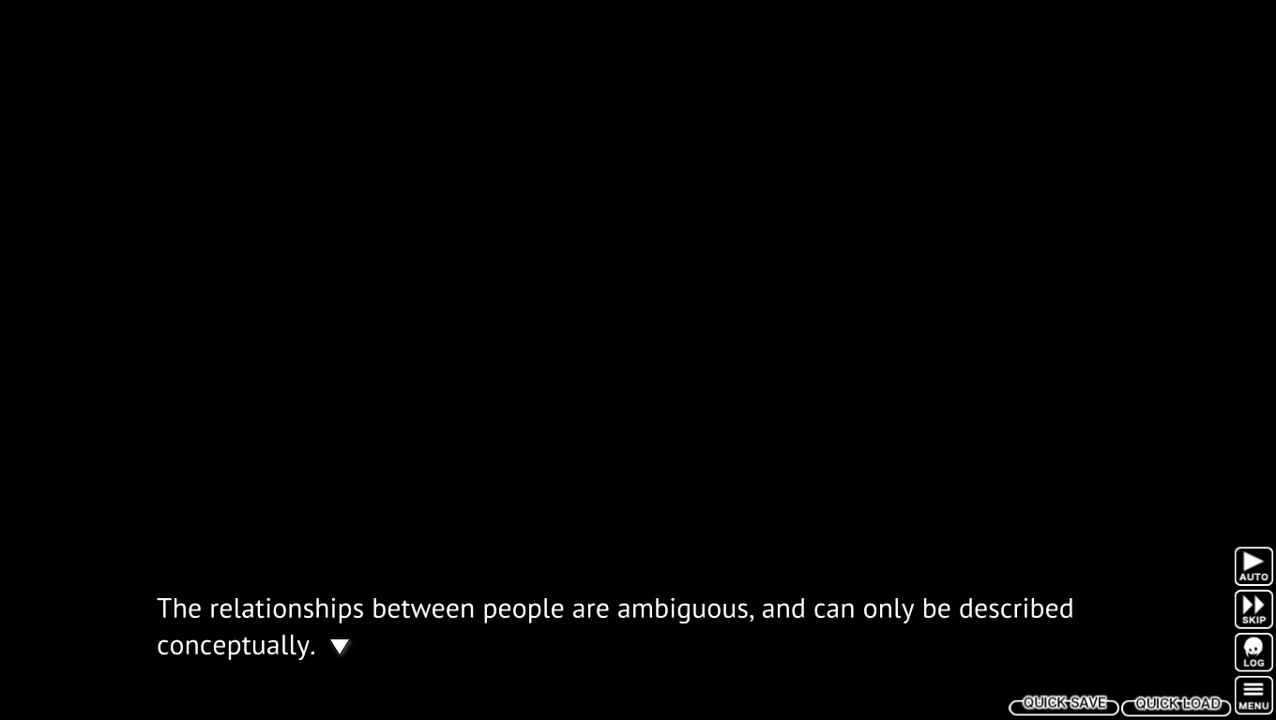 The relationships between people are ambiguous, and can only be described
conceptually.
AUTO
SKIP
LOG
MENU
QUICK SAVE QUICK LOAD